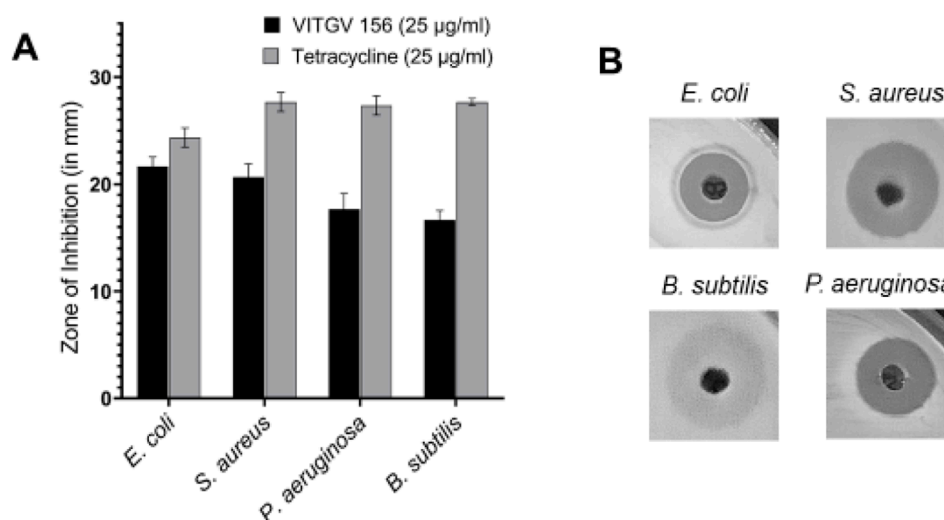 A
VITGV 156 (25 µg/ml)
Tetracycline (25 µg/ml)
Zone of Inhibition (in mm)
30
20
10
0
E. coli
S. aureus
P. aeruginosa
B. subtilis
B
E. coli
S. aureus
B. subtilis
P. aeruginosa